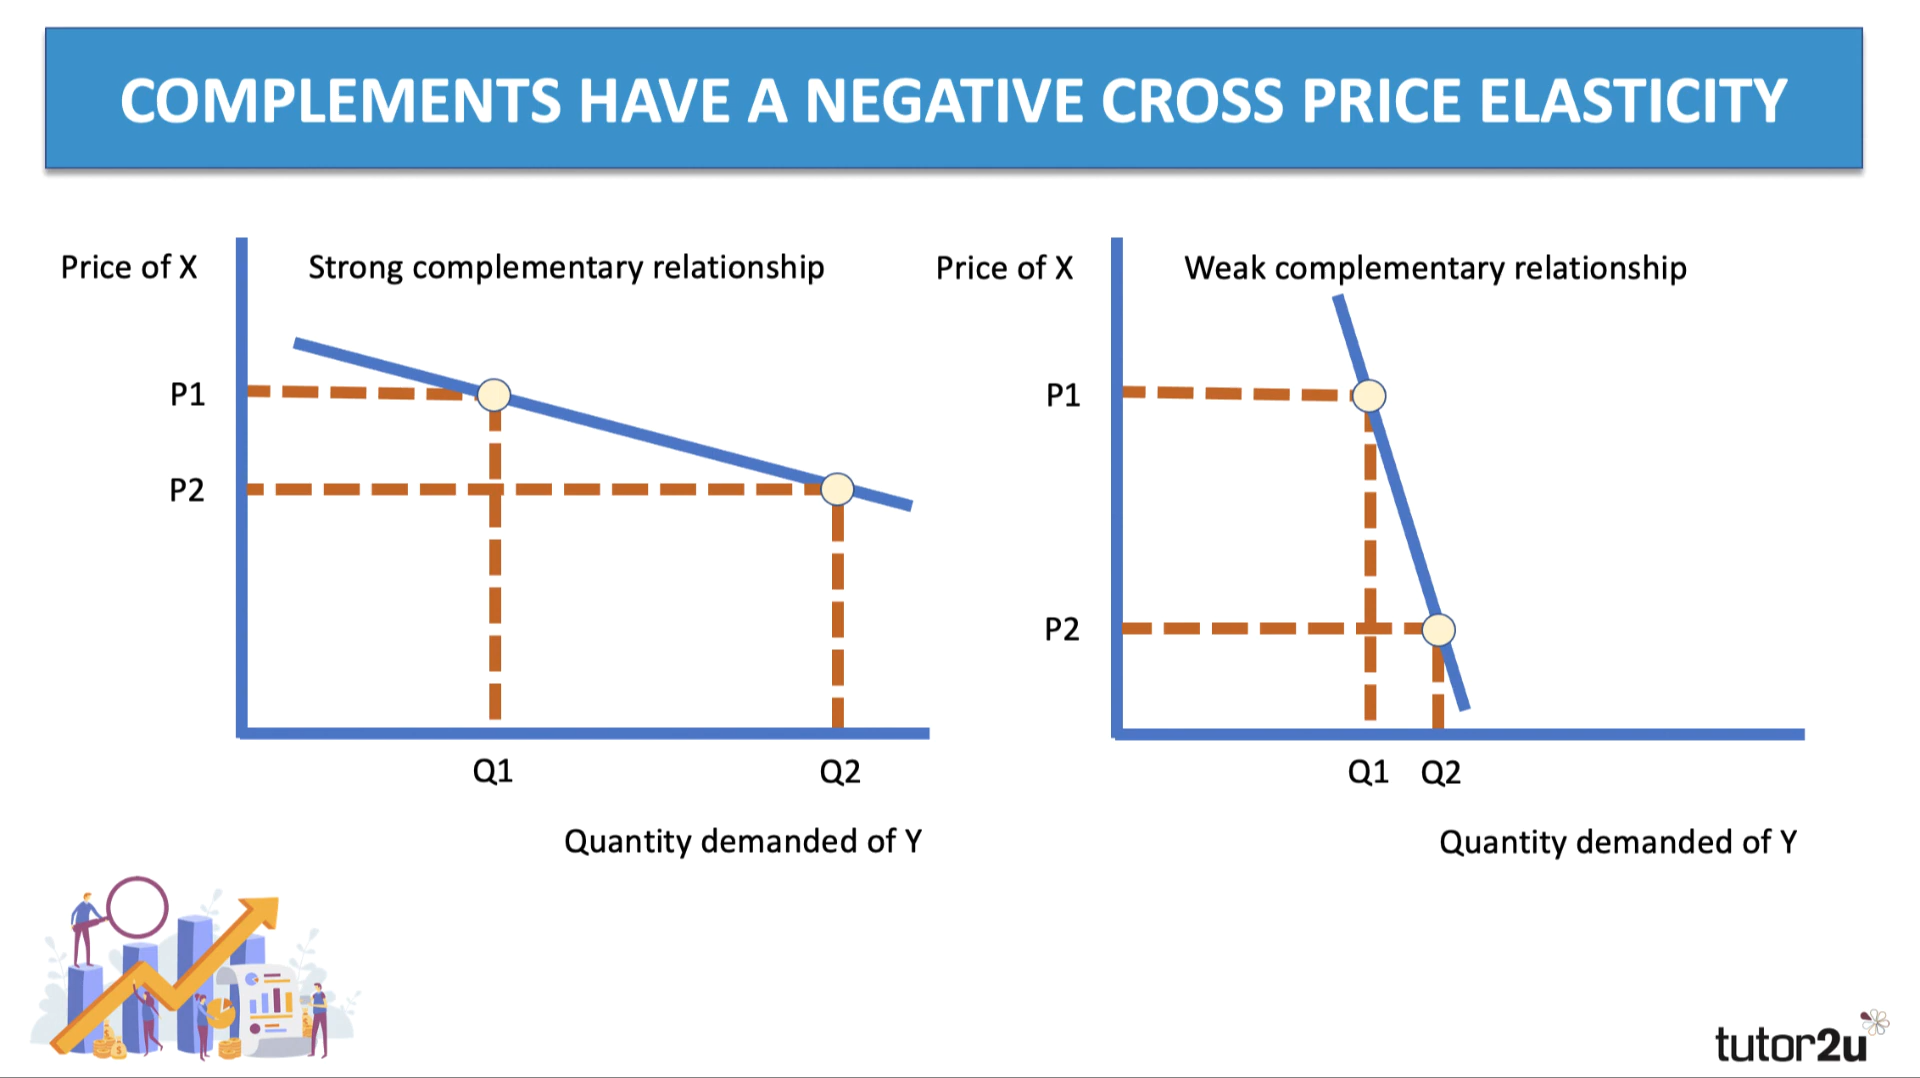 COMPLEMENTS HAVE A NEGATIVE CROSS PRICE ELASTICITY
Price of X
Strong complementary relationship
P1
P2
Q1
Q2
Quantity demanded of Y
Price of X
Weak complementary relationship
P1
P2
Q1
Q2
Quantity demanded of Y
tutor2u